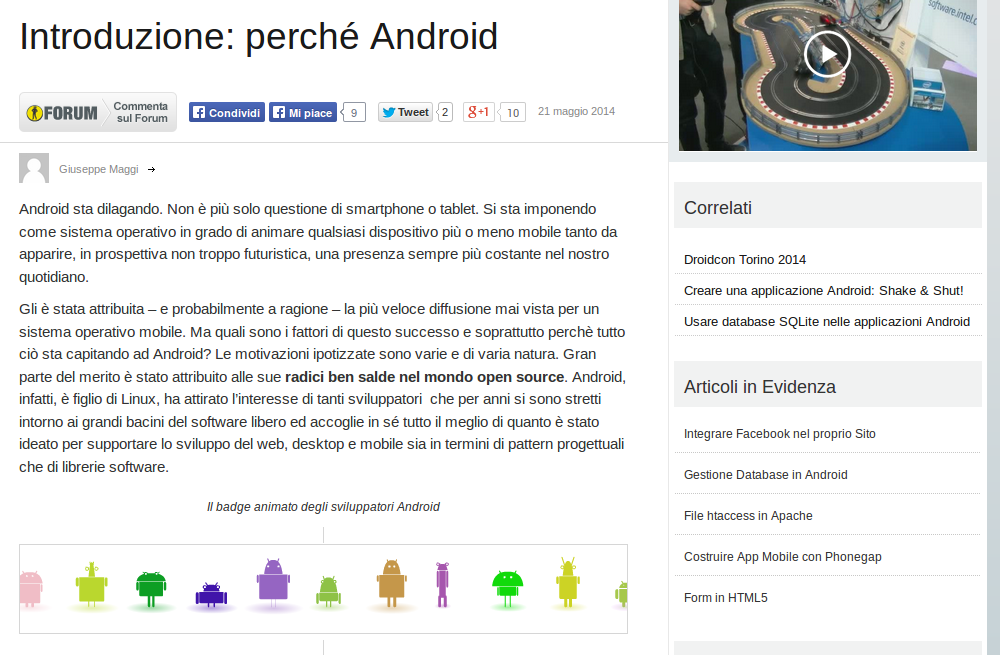 Introduzione: perché Android
FORUM
Commenta
sul Forum
Condividi
Mi piace
9
Tweet
2
g+1
10
21 maggio 2014
Giuseppe Maggi
Android sta dilagando. Non è più solo questione di smartphone o tablet. Si sta imponendo
come sistema operativo in grado di animare qualsiasi dispositivo più o meno mobile tanto da
apparire, in prospettiva non troppo futuristica, una presenza sempre più costante nel nostro
quotidiano.
Gli è stata attribuita – e probabilmente a ragione – la più veloce diffusione mai vista per un
sistema operativo mobile. Ma quali sono i fattori di questo successo e soprattutto perchè tutto
ciò sta capitando ad Android? Le motivazioni ipotizzate sono varie e di varia natura. Gran
parte del merito è stato attribuito alle sue radici ben salde nel mondo open source. Android,
infatti, è figlio di Linux, ha attirato l'interesse di tanti sviluppatori  che per anni si sono stretti
intorno ai grandi bacini del software libero ed accoglie in sé tutto il meglio di quanto è stato
ideato per supportare lo sviluppo del web, desktop e mobile sia in termini di pattern progettuali
che di librerie software.
Il badge animato degli sviluppatori Android
software.intel.c
Correlati
Droidcon Torino 2014
Creare una applicazione Android: Shake & Shut!
Usare database SQLite nelle applicazioni Android
Articoli in Evidenza
Integrare Facebook nel proprio Sito
Gestione Database in Android
File htaccess in Apache
Costruire App Mobile con Phonegap
Form in HTML5